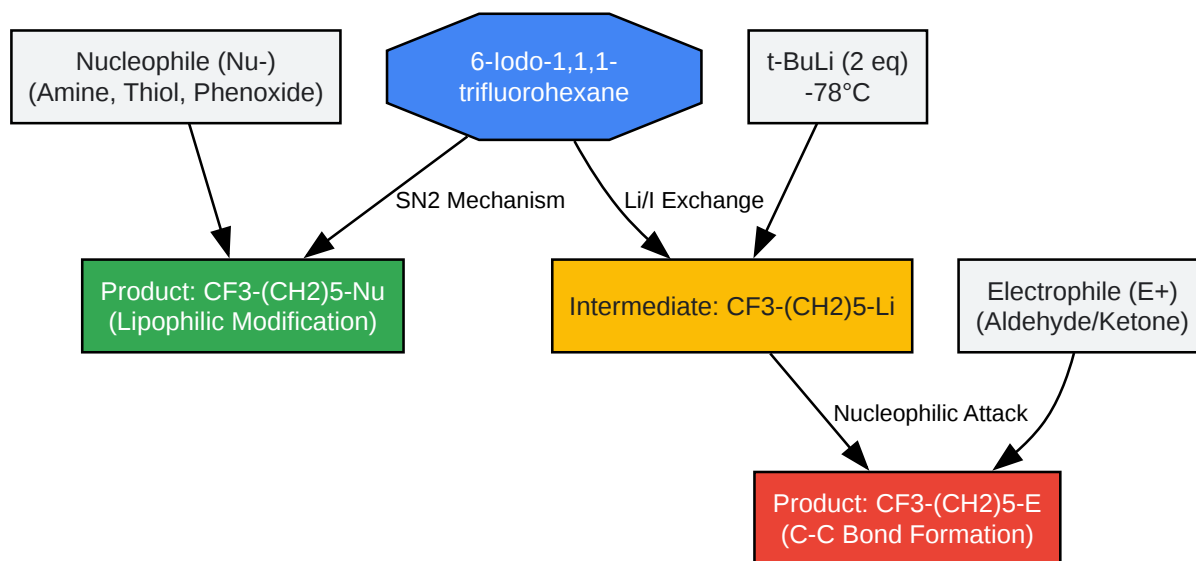 Nucleophile (Nu-)
(Amine, Thiol, Phenoxide)
6-Iodo-1,1,1-
trifluorohexane
t-BuLi (2 eq)
-78°C
SN2 Mechanism
Li/I Exchange
Product: CF3-(CH2)5-Nu
(Lipophilic Modification)
Intermediate: CF3-(CH2)5-Li
Electrophile (E+)
(Aldehyde/Ketone)
Nucleophilic Attack
Product: CF3-(CH2)5-E
(C-C Bond Formation)